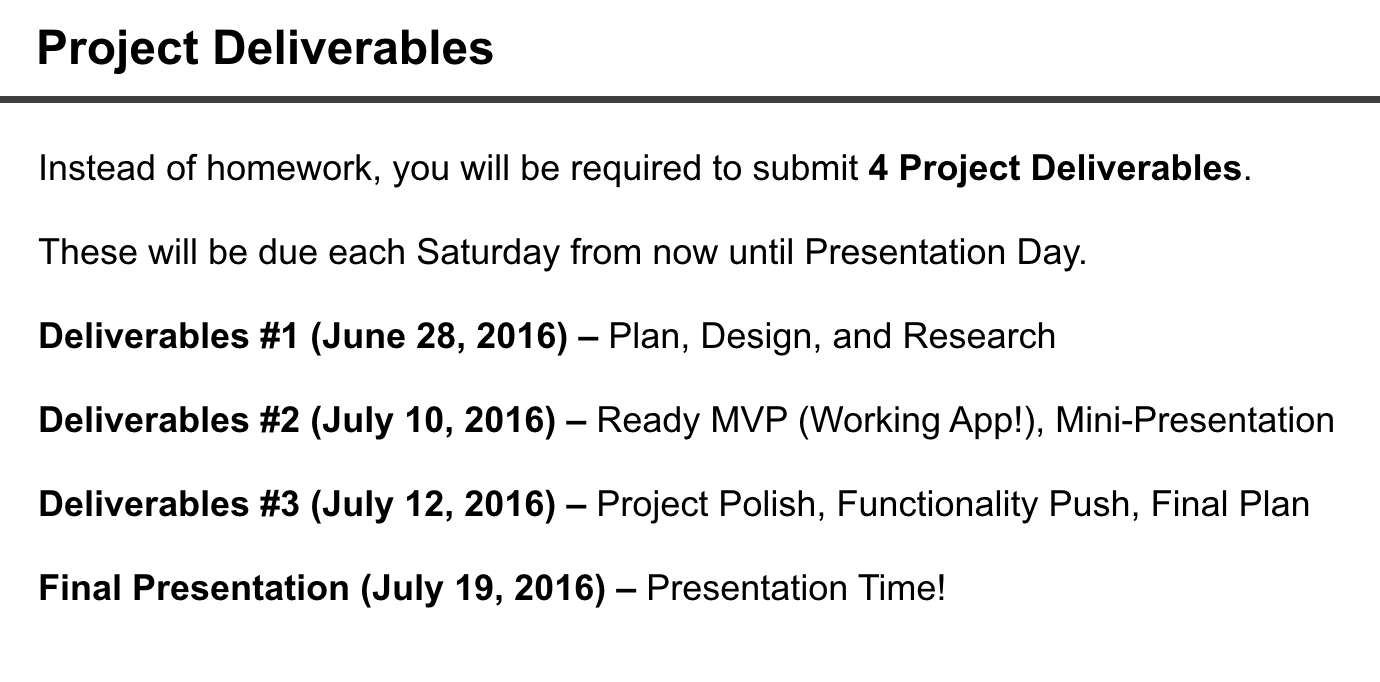 Project Deliverables
Instead of homework, you will be required to submit 4 Project Deliverables.
These will be due each Saturday from now until Presentation Day.
Deliverables #1 (June 28, 2016) – Plan, Design, and Research
Deliverables #2 (July 10, 2016) – Ready MVP (Working App!), Mini-Presentation
Deliverables #3 (July 12, 2016) – Project Polish, Functionality Push, Final Plan
Final Presentation (July 19, 2016) – Presentation Time!